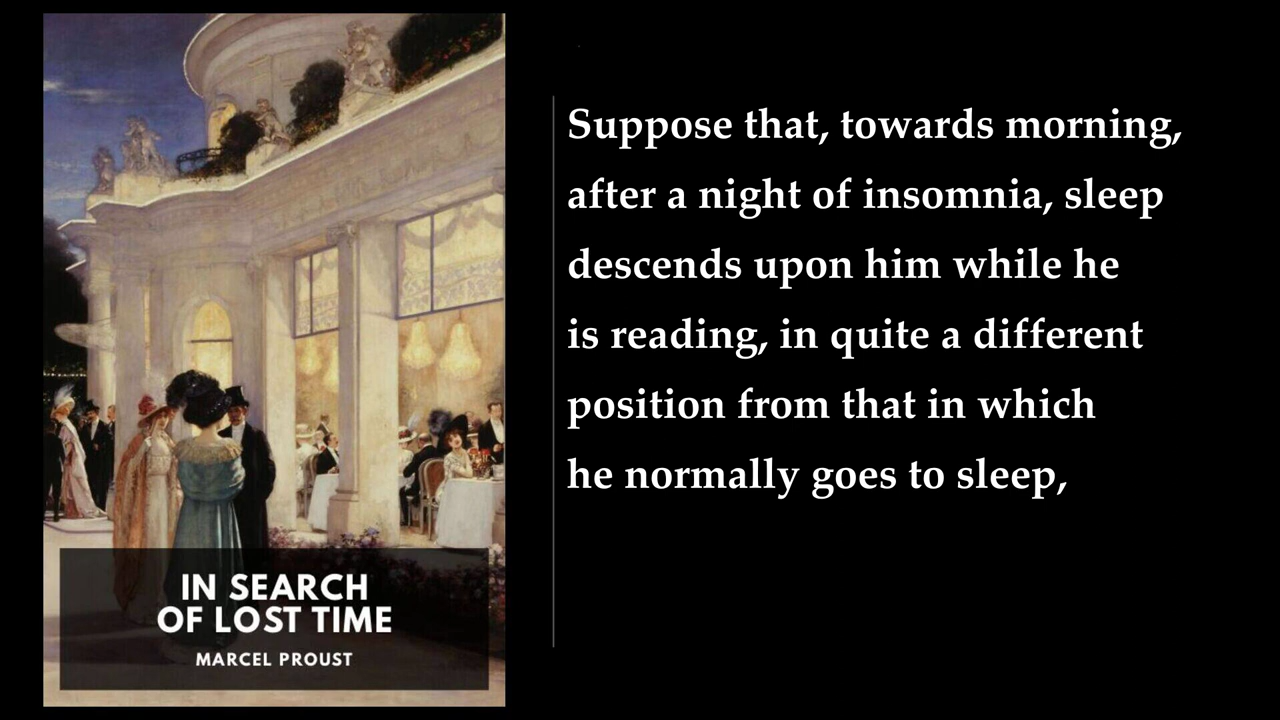 Suppose that, towards morning,
after a night of insomnia, sleep
descends upon him while he
is reading, in quite a different
position from that in which
he normally goes to sleep,
IN SEARCH
OF LOST TIME
MARCEL PROUST